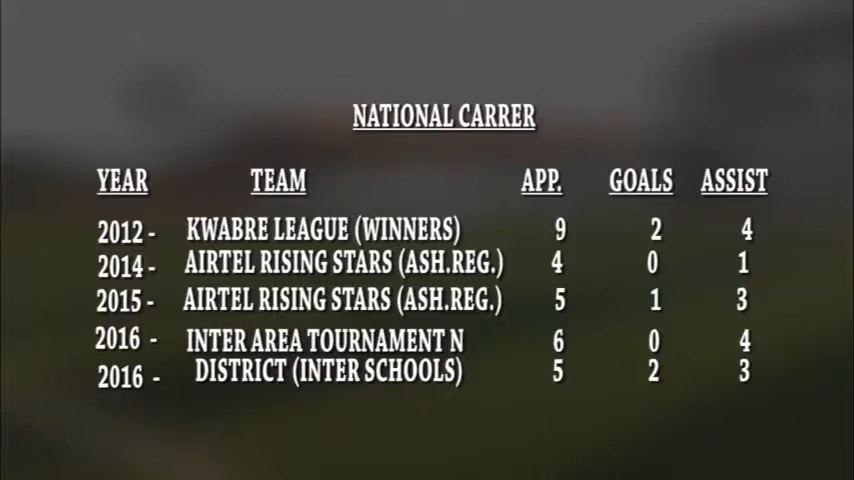 NATIONAL CARRER
YEAR TEAM APP. GOALS ASSIST
2012 - KWABRE LEAGUE (WINNERS) 9 2 4
2014 - AIRTEL RISING STARS (ASH.REG.) 4 0 1
2015 - AIRTEL RISING STARS (ASH.REG.) 5 1 3
2016 - INTER AREA TOURNAMENT N 6 0 4
2016 - DISTRICT (INTER SCHOOLS) 5 2 3